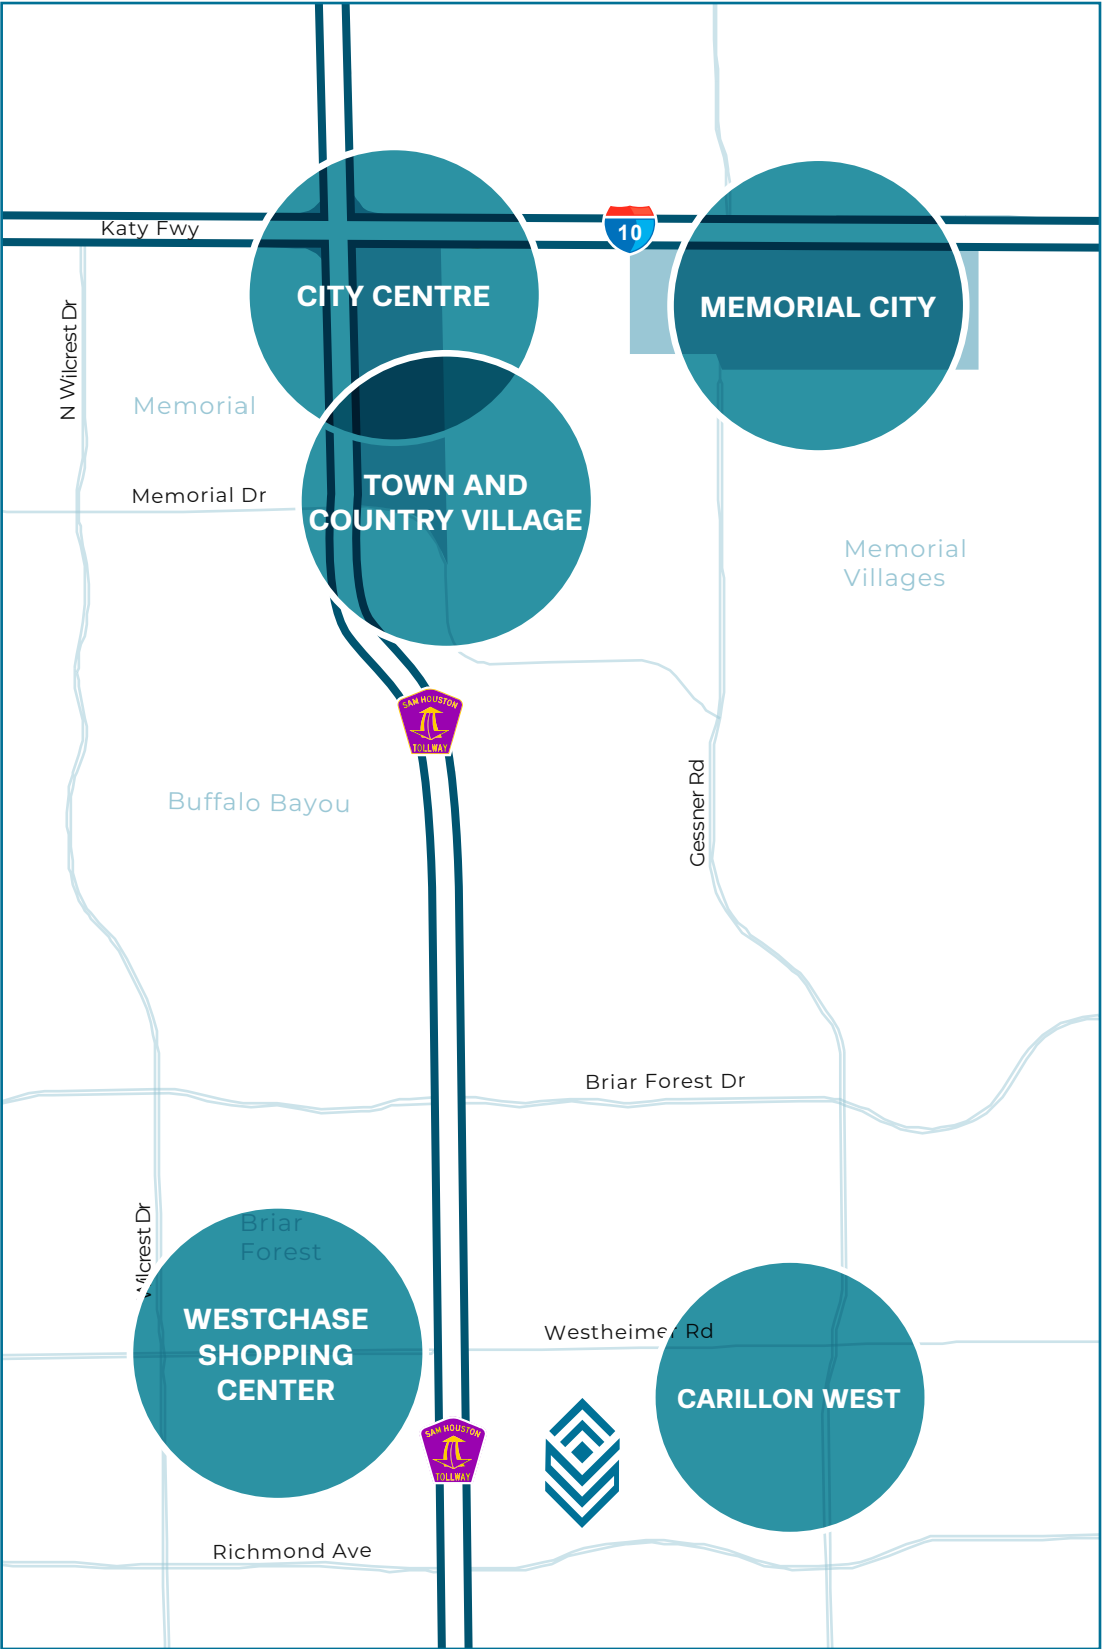 Katy Fwy
10
N Wilcrest Dr
CITY CENTRE
MEMORIAL CITY
Memorial
Memorial Dr
TOWN AND
COUNTRY VILLAGE
Memorial
Villages
SAM HOUSTON
TOLLWAY
Buffalo Bayou
Gessner Rd
Briar Forest Dr
Briar
Forest
Wilcrest Dr
WESTCHASE
SHOPPING
CENTER
Westheimer Rd
CARILLON WEST
SAM HOUSTON
TOLLWAY
Richmond Ave